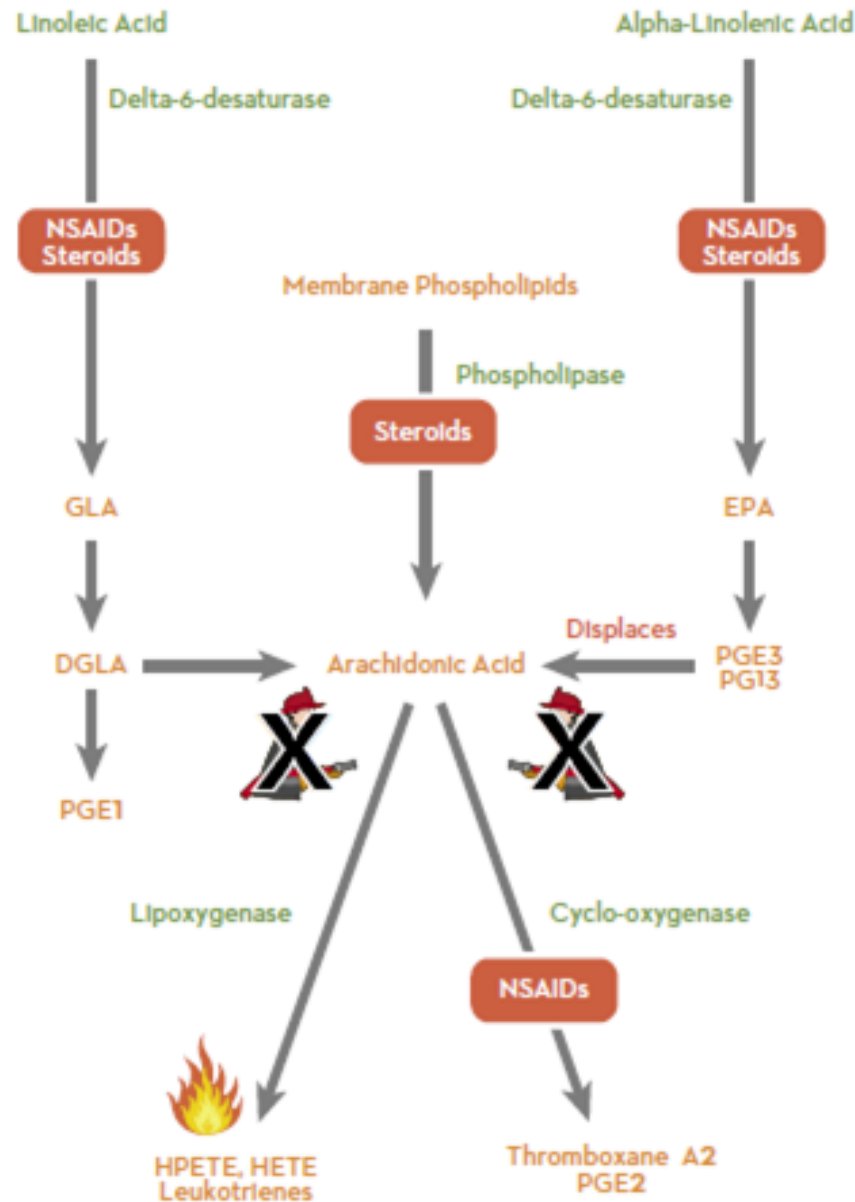 Linoleic Acid
Alpha-Linolenic Acid
Delta-6-desaturase
Delta-6-desaturase
NSAIDs
Steroids
NSAIDs
Steroids
Membrane Phospholipids
Phospholipase
Steroids
GLA
EPA
Displaces
DGLA
Arachidonic Acid
PGE3
PG13
X
X
PGE1
Lipoxygenase
Cyclo-oxygenase
NSAIDs
HPETE, HETE
Leukotrienes
Thromboxane A2
PGE2